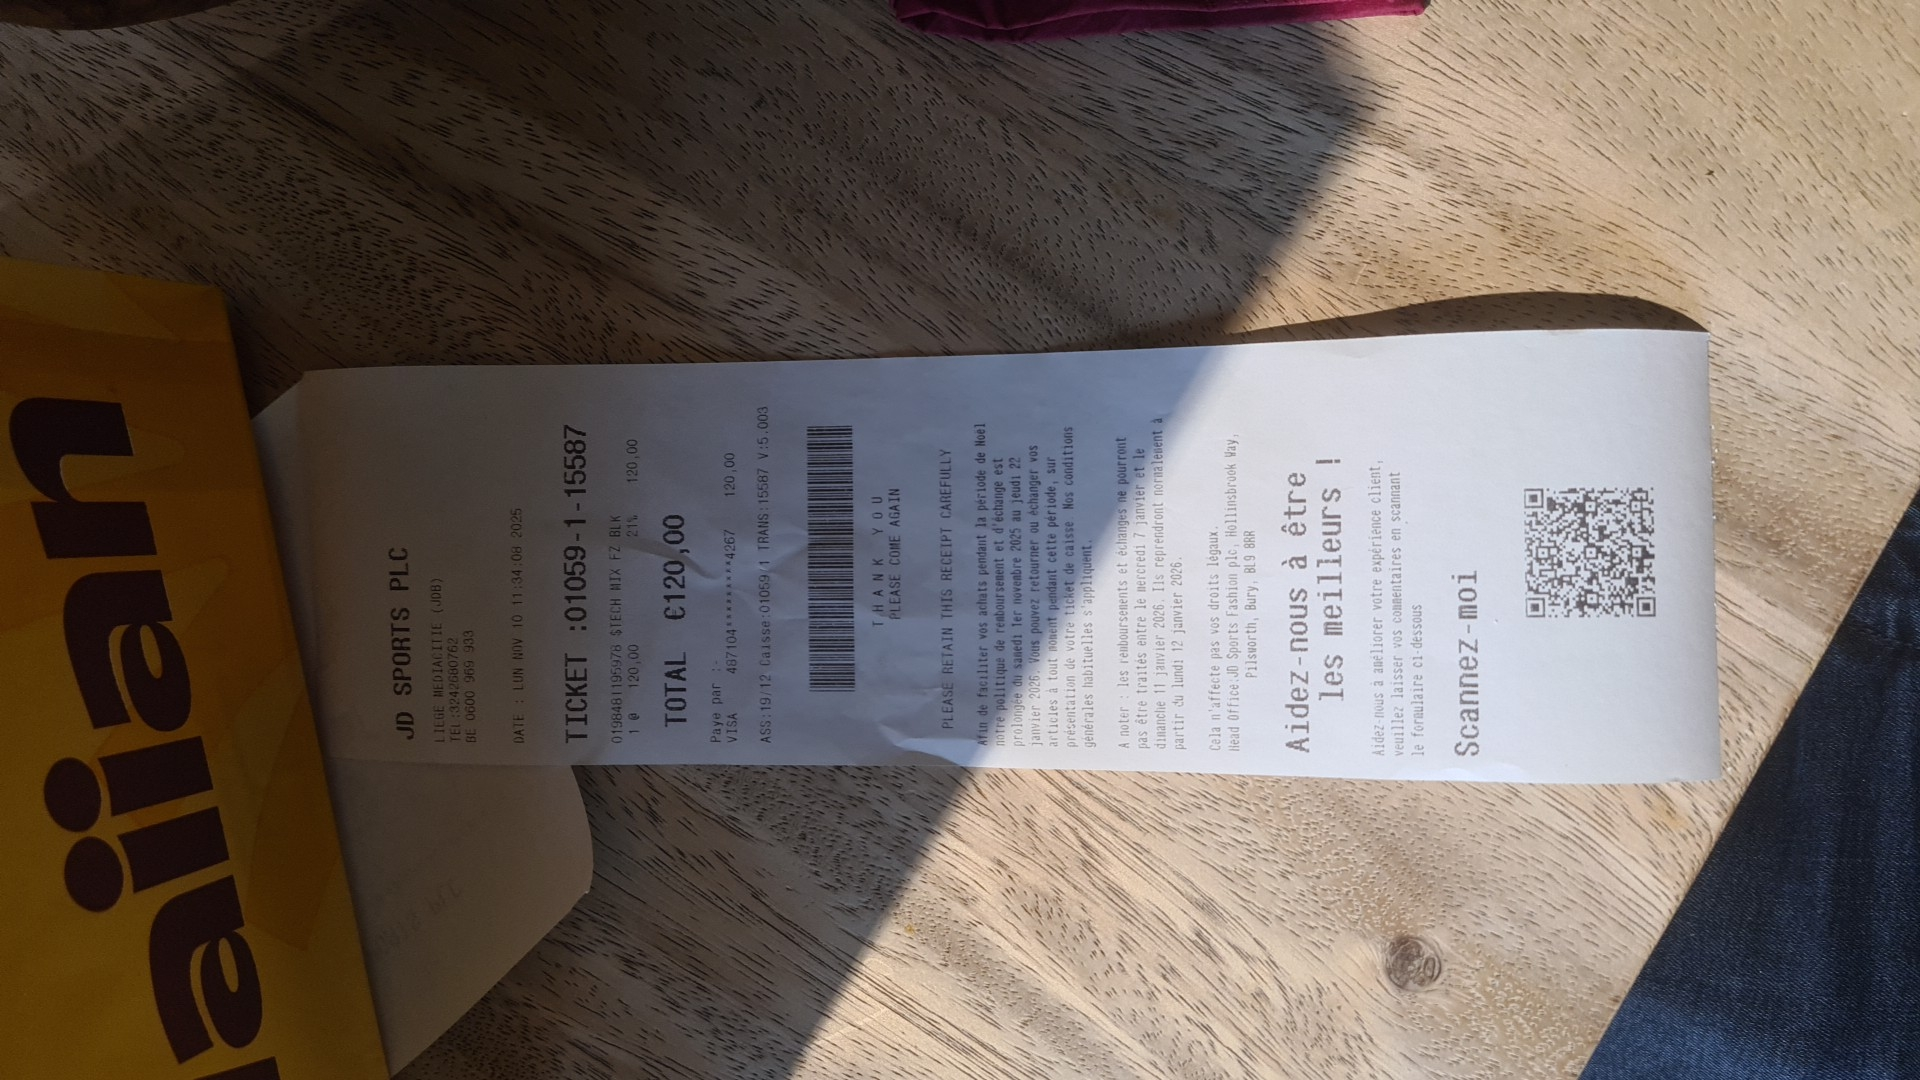 JD SPORTS PLC
LIEGE MEDIACITE (JDB)
TEL:3242680762
BE 0600 969 933
DATE : LUN NOV 10 11:34:08 2025
TICKET :01059-1-15587
0198481195978 $TECH MIX FZ BLK
1 @ 120,00 21% 120,00
TOTAL €120,00
Paye par :-
VISA 487104*********4267 120,00
ASS:19/12 Caisse:01059/1 TRANS:15587 V:5.003
THANK YOU
PLEASE COME AGAIN
PLEASE RETAIN THIS RECEIPT CAREFULLY
Afin de faciliter vos achats pendant la période de Noël
notre politique de remboursement et d'échange est
prolongée du samedi 1er novembre 2025 au jeudi 22
janvier 2026. Vous pouvez retourner ou échanger vos
articles à tout moment pendant cette période, sur
présentation de votre ticket de caisse Nos conditions
générales habituelles s'appliquent.
A noter : les remboursements et échanges ne pourront
pas être traités entre le mercredi 7 janvier et le
dimanche 11 janvier 2026. Ils reprendront normalement à
partir du lundi 12 janvier 2026.
Cela n'affecte pas vos droits légaux.
Head Office:JD Sports Fashion plc, Hollinsbrook Way,
Pilsworth, Bury, BL9 8RR
Aidez-nous à être
les meilleurs !
Aidez-nous à améliorer votre expérience client,
veuillez laisser vos commentaires en scannant
le formulaire ci-dessous
Scannez-moi